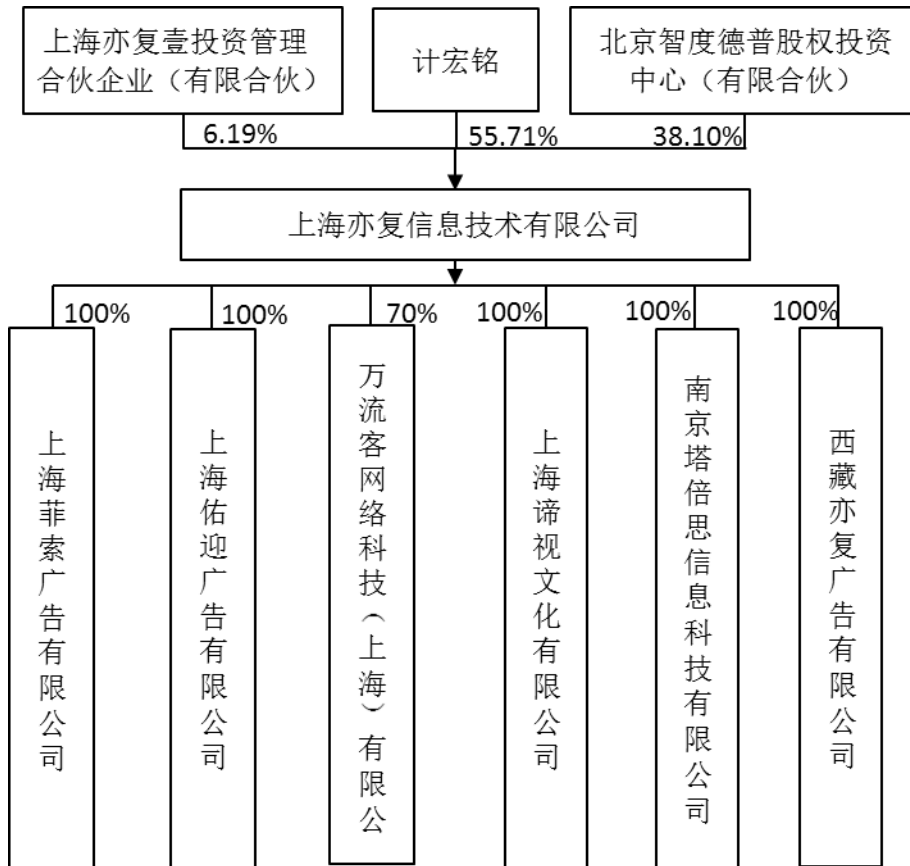 上海亦复壹投资管理
合伙企业（有限合伙）
计宏铭
北京智度德普股权投资
中心（有限合伙）
6.19%
55.71%
38.10%
上海亦复信息技术有限公司
100%
100%
70%
100%
100%
100%
上海菲索广告有限公司
上海佑迎广告有限公司
万流客网络科技（上海）有限公
上海谛视文化有限公司
南京塔倍思信息科技有限公司
西藏亦复广告有限公司